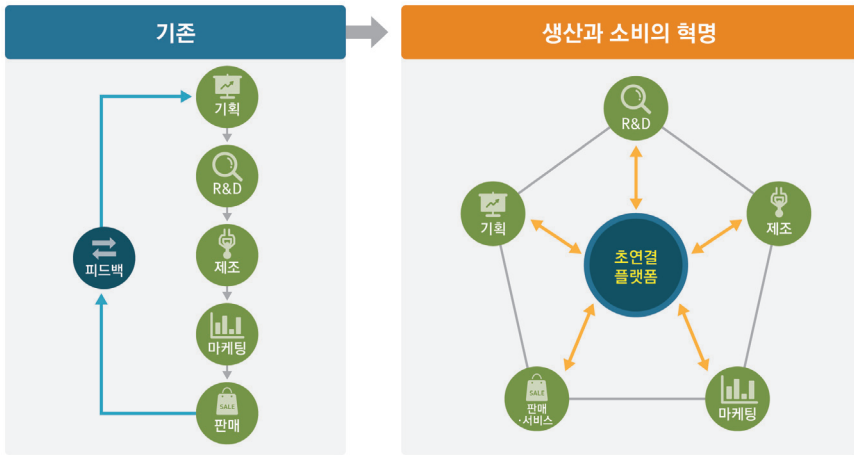 기존
생산과 소비의 혁명
기획
R&D
제조
마케팅
SALE
판매
피드백
R&D
기획
제조
초연결
플랫폼
SALE
판매
·서비스
마케팅